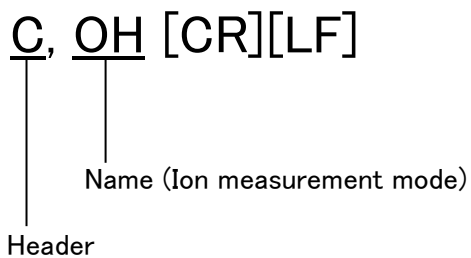 C, OH [CR][LF]
Name (Ion measurement mode)
Header